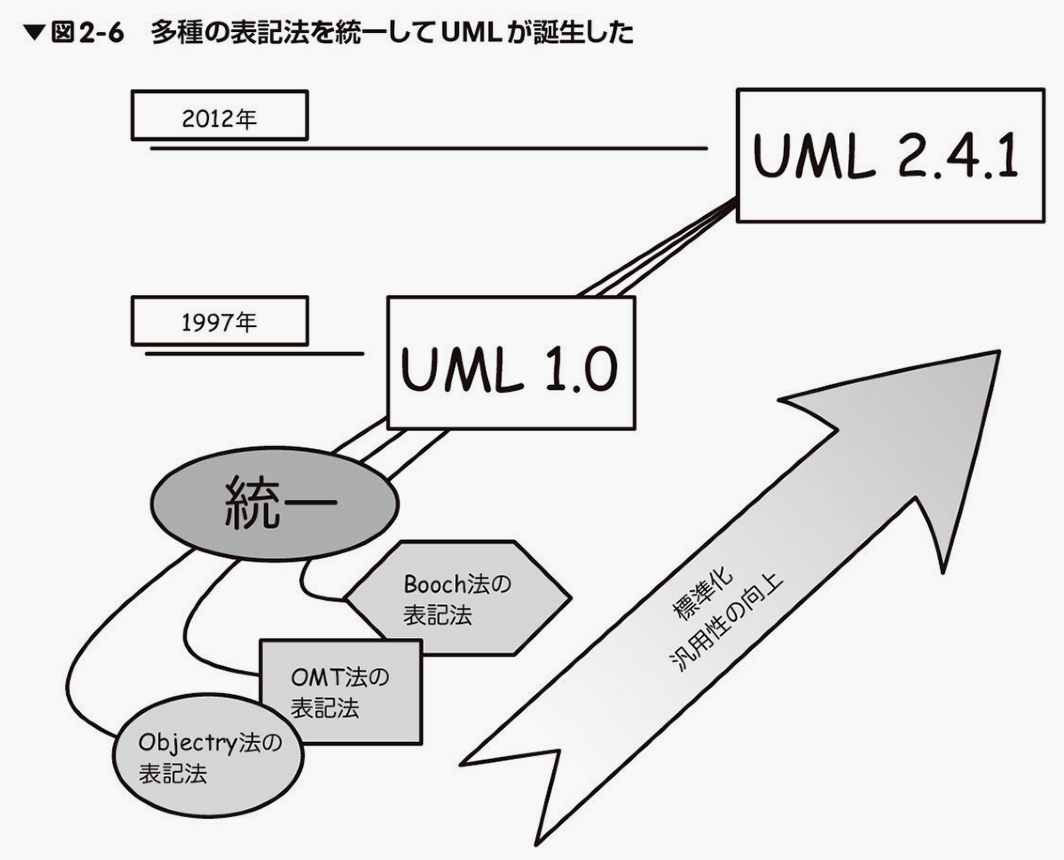 ▼図2-6 多種の表記法を統一してUMLが誕生した
2012年
UML 2.4.1
1997年
UML 1.0
統一
Booch法の
表記法
OMT法の
表記法
Objectry法の
表記法
標準化
汎用性の向上